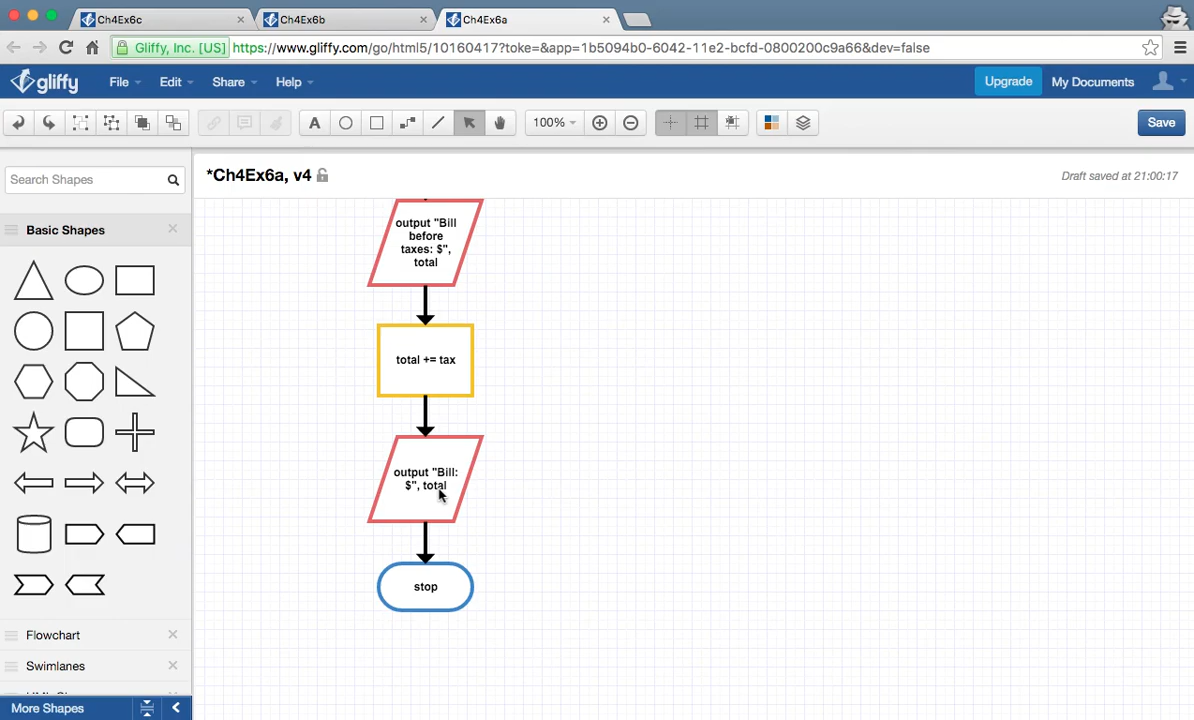 Ch4Ex6c
Ch4Ex6b
Ch4Ex6a
Gliffy, Inc. [US]
https://www.gliffy.com/go/html5/10160417?toke=&app=1b5094b0-6042-11e2-bcfd-0800200c9a66&dev=false
gliffy
File
Edit
Share
Help
Upgrade
My Documents
A
100%
Save
Search Shapes
*Ch4Ex6a, v4
Draft saved at 21:00:17
Basic Shapes
output "Bill
before
taxes: $",
total
total += tax
output "Bill:
$", total
stop
Flowchart
Swimlanes
More Shapes